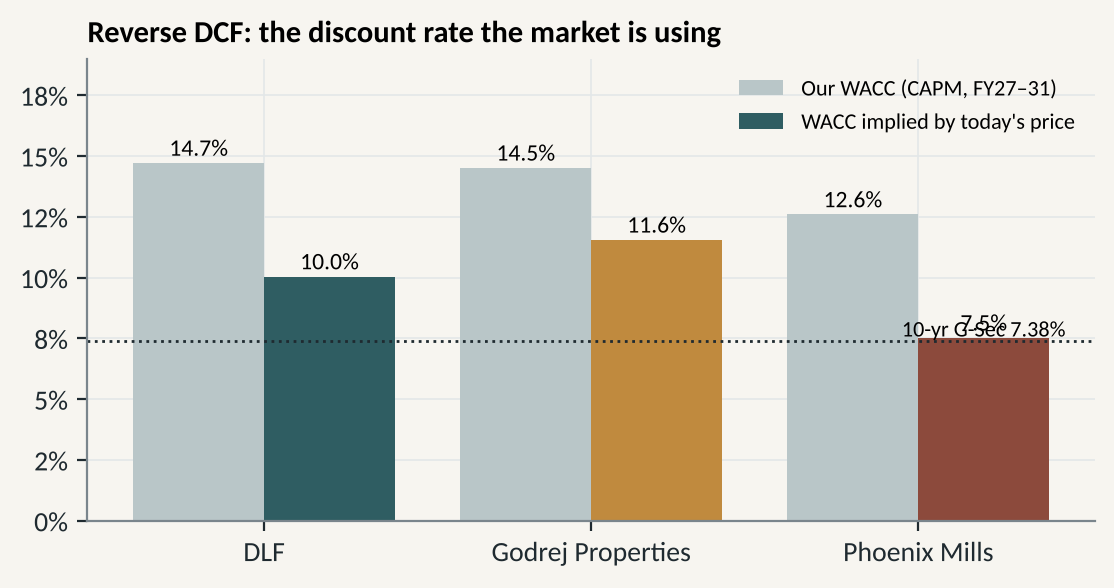 Reverse DCF: the discount rate the market is using
Our WACC (CAPM, FY27–31)
WACC implied by today's price
18%
15%
12%
10%
8%
5%
2%
0%
14.7%
10.0%
14.5%
11.6%
12.6%
7.5%
10-yr G-Sec 7.38%
DLF
Godrej Properties
Phoenix Mills